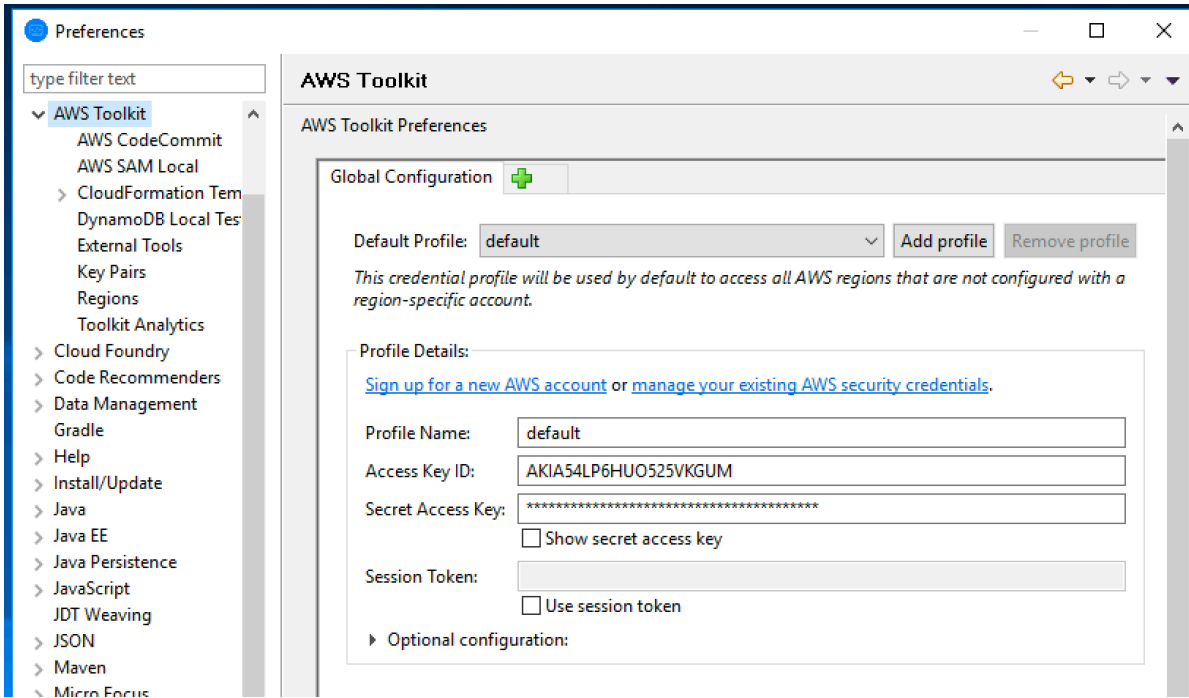 Preferences
type filter text
AWS Toolkit
AWS CodeCommit
AWS SAM Local
CloudFormation Tem
DynamoDB Local Tes
External Tools
Key Pairs
Regions
Toolkit Analytics
Cloud Foundry
Code Recommenders
Data Management
Gradle
Help
Install/Update
Java
Java EE
Java Persistence
JavaScript
JDT Weaving
JSON
Maven
Micro Focus
AWS Toolkit
AWS Toolkit Preferences
Global Configuration
Default Profile: default Add profile Remove profile
This credential profile will be used by default to access all AWS regions that are not configured with a
region-specific account.
Profile Details:
Sign up for a new AWS account or manage your existing AWS security credentials.
Profile Name: default
Access Key ID: AKIA54LP6HUO525VKGUM
Secret Access Key: ****************************************
Show secret access key
Session Token:
Use session token
Optional configuration: